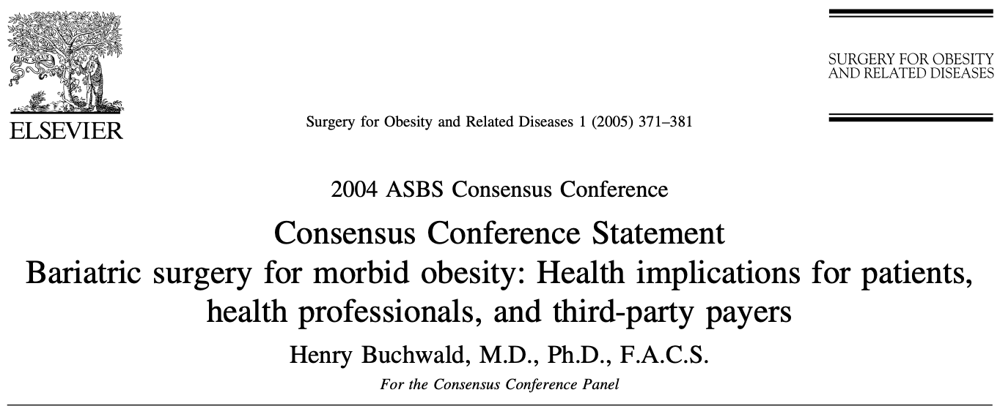 NON SOLUS
ELSEVIER
SURGERY FOR OBESITY
AND RELATED DISEASES
Surgery for Obesity and Related Diseases 1 (2005) 371–381
2004 ASBS Consensus Conference
Consensus Conference Statement
Bariatric surgery for morbid obesity: Health implications for patients,
health professionals, and third-party payers
Henry Buchwald, M.D., Ph.D., F.A.C.S.
For the Consensus Conference Panel